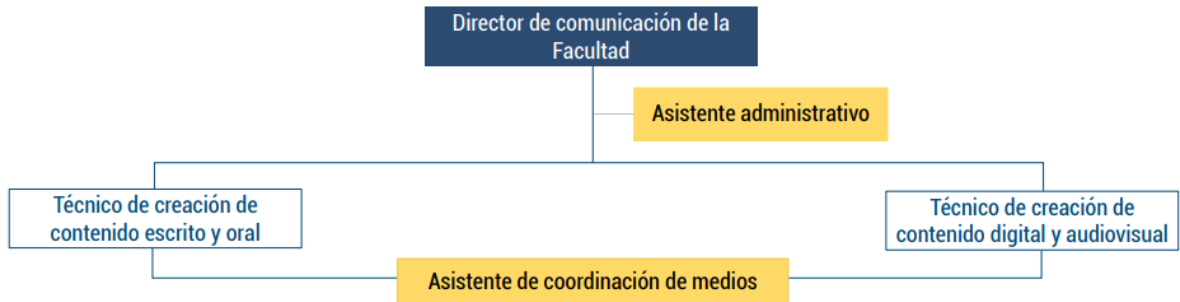 Director de comunicación de la
Facultad
Asistente administrativo
Técnico de creación de
contenido escrito y oral
Técnico de creación de
contenido digital y audiovisual
Asistente de coordinación de medios